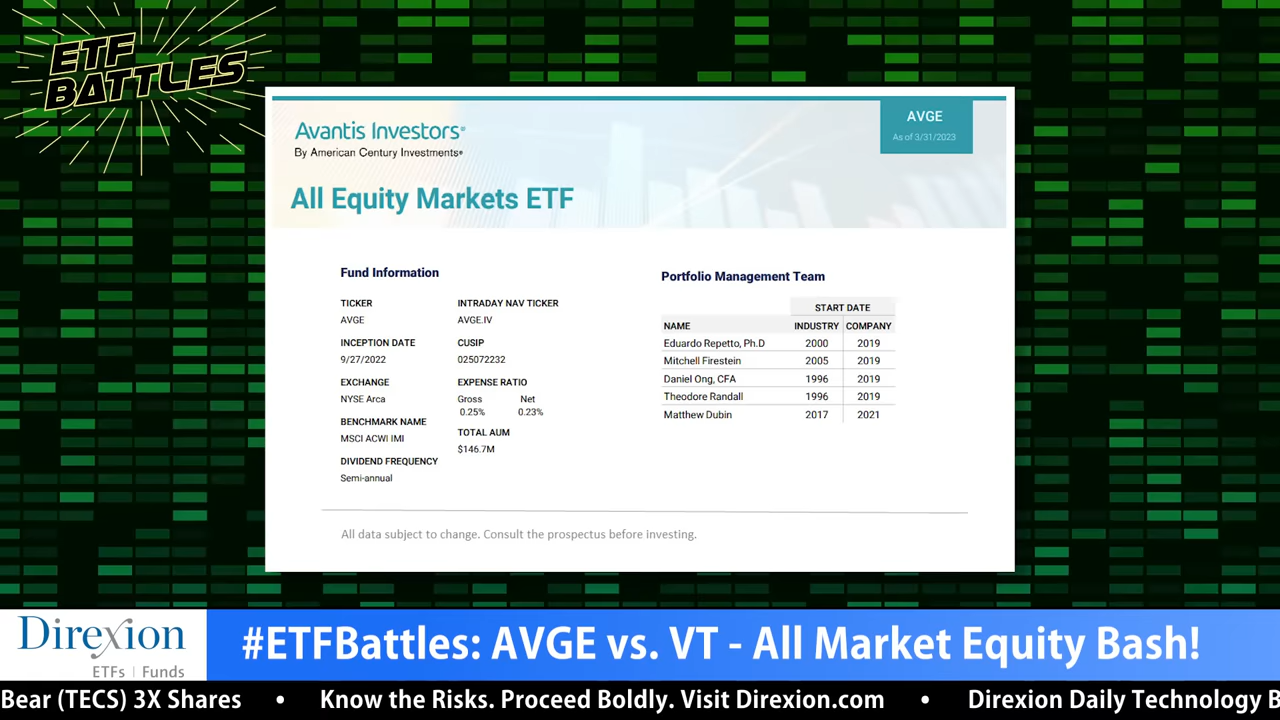 ETF
BATTLES
AVGE
As of 3/31/2023
Avantis Investors®
By American Century Investments®
All Equity Markets ETF
Fund Information
TICKER INTRADAY NAV TICKER
AVGE AVGE.IV
INCEPTION DATE CUSIP
9/27/2022 025072232
EXCHANGE EXPENSE RATIO
NYSE Arca Gross Net
0.25% 0.23%
BENCHMARK NAME TOTAL AUM
MSCI ACWI IMI $146.7M
DIVIDEND FREQUENCY
Semi-annual
Portfolio Management Team
START DATE
NAME INDUSTRY COMPANY
Eduardo Repetto, Ph.D 2000 2019
Mitchell Firestein 2005 2019
Daniel Ong, CFA 1996 2019
Theodore Randall 1996 2019
Matthew Dubin 2017 2021
All data subject to change. Consult the prospectus before investing.
Direxion
ETFs | Funds
#ETFBattles: AVGE vs. VT - All Market Equity Bash!
Bear (TECS) 3X Shares • Know the Risks. Proceed Boldly. Visit Direxion.com • Direxion Daily Technology B